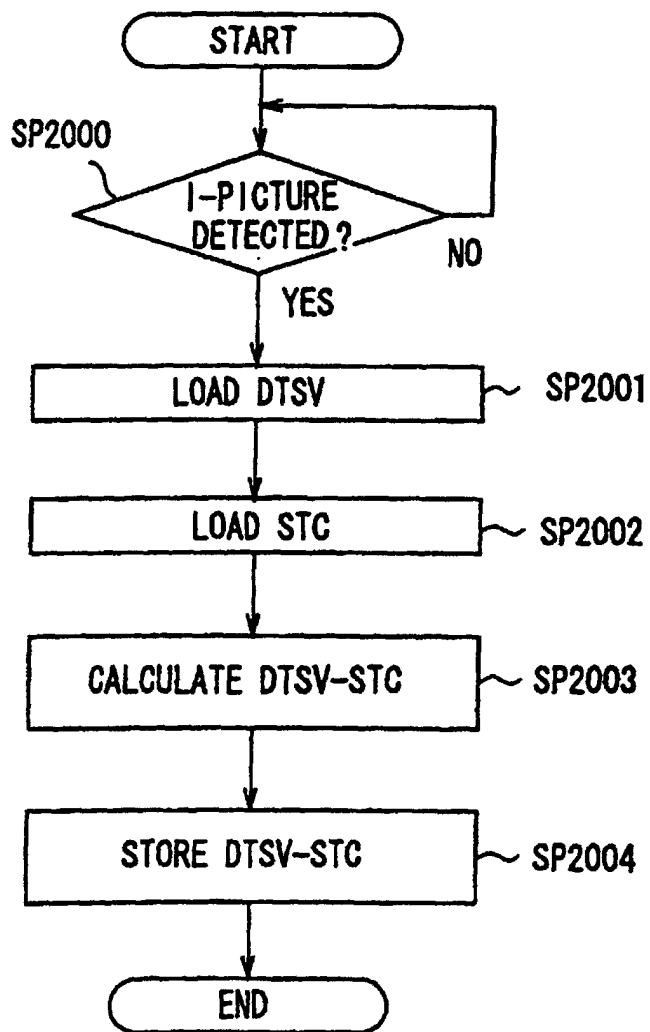 START
SP2000
I-PICTURE
DETECTED?
NO
YES
LOAD DTSV
SP2001
LOAD STC
SP2002
CALCULATE DTSV-STC
SP2003
STORE DTSV-STC
SP2004
END